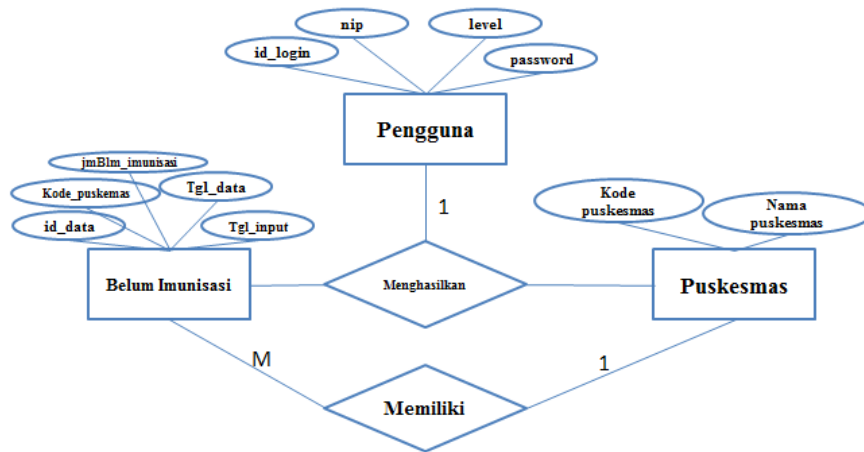 nip
level
id_login
password
Pengguna
jmBlm_imunisasi
Kode_puskemas
Tgl_data
id_data
Tgl_input
1
Kode
puskesmas
Nama
puskesmas
Belum Imunisasi
Menghasilkan
Puskesmas
M
1
Memiliki